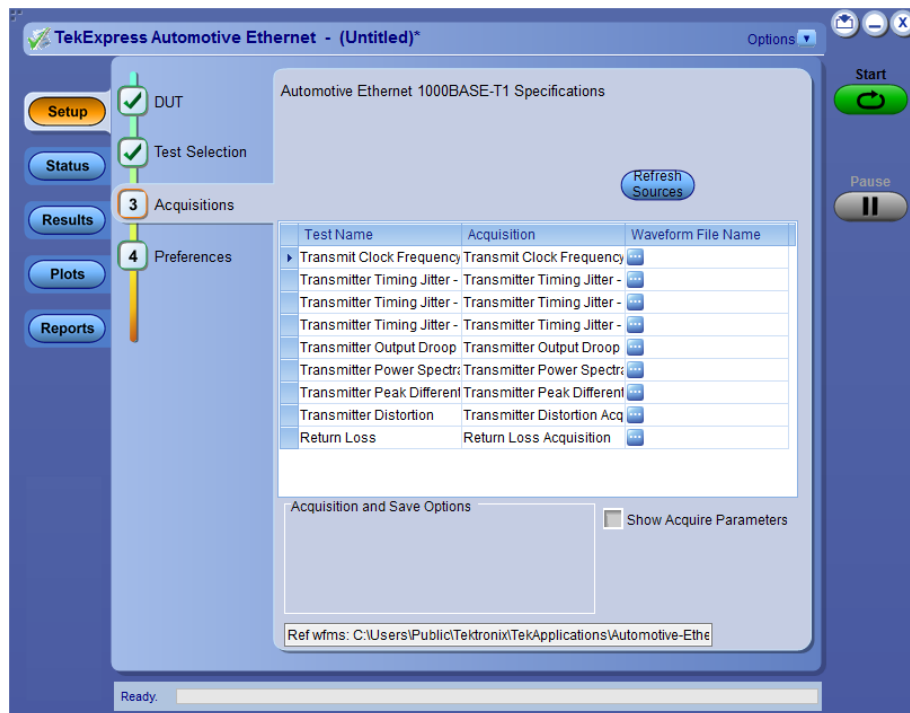 TekExpress Automotive Ethernet - (Untitled)*
Options
x
Start
Pause
Setup
Status
Results
Plots
Reports
DUT
Test Selection
3 Acquisitions
4 Preferences
Automotive Ethernet 1000BASE-T1 Specifications
Refresh
Sources
Test Name Acquisition Waveform File Name
Transmit Clock Frequency Transmit Clock Frequency ...
Transmitter Timing Jitter - Transmitter Timing Jitter - ...
Transmitter Timing Jitter - Transmitter Timing Jitter - ...
Transmitter Timing Jitter - Transmitter Timing Jitter - ...
Transmitter Output Droop Transmitter Output Droop ...
Transmitter Power Spectra Transmitter Power Spectra ...
Transmitter Peak Different Transmitter Peak Different ...
Transmitter Distortion Transmitter Distortion Acq ...
Return Loss Return Loss Acquisition ...
Acquisition and Save Options
Show Acquire Parameters
Ref wfms: C:\Users\Public\Tektronix\TekApplications\Automotive-Ethe
Ready.